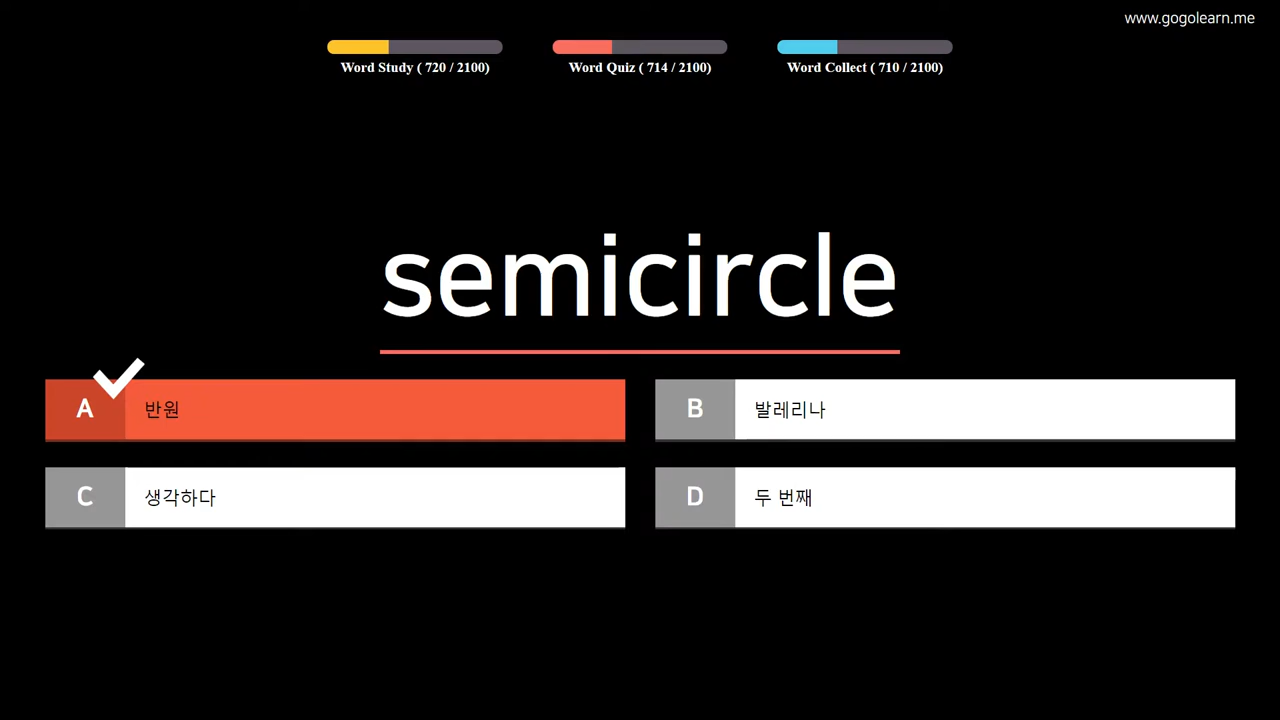 www.gogolearn.me
Word Study ( 720 / 2100)
Word Quiz ( 714 / 2100)
Word Collect ( 710 / 2100)
semicircle
A 반원
B 발레리나
C 생각하다
D 두 번째